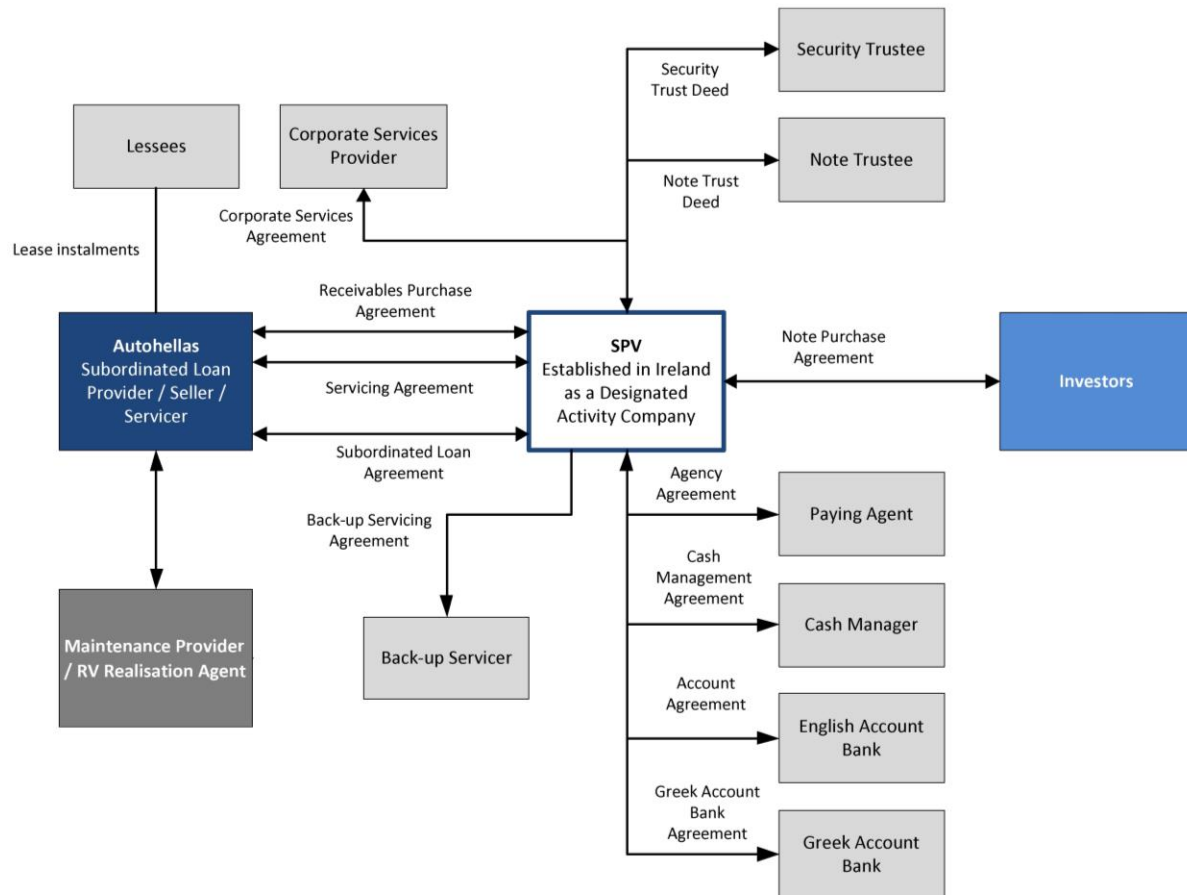 Security Trustee
Security
Trust Deed
Lessees
Corporate Services
Provider
Note Trustee
Note Trust
Deed
Corporate Services
Agreement
Lease instalments
Receivables Purchase
Agreement
Autohellas
Subordinated Loan
Provider / Seller /
Servicer
Servicing Agreement
SPV
Established in Ireland
as a Designated
Activity Company
Note Purchase
Agreement
Investors
Subordinated Loan
Agreement
Agency
Agreement
Paying Agent
Back-up Servicing
Agreement
Cash
Management
Agreement
Cash Manager
Maintenance Provider
/ RV Realisation Agent
Back-up Servicer
Account
Agreement
English Account
Bank
Greek Account
Bank
Agreement
Greek Account
Bank